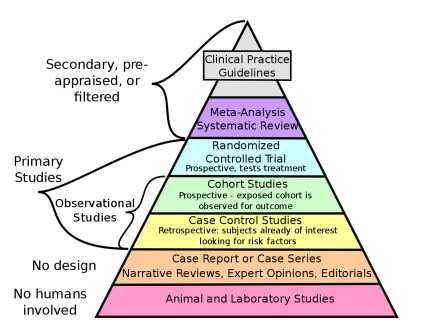 Secondary, pre-
appraised, or
filtered
Clinical Practice
Guidelines
Meta-Analysis
Systematic Review
Primary
Studies
Randomized
Controlled Trial
Prospective, tests treatment
Observational
Studies
Cohort Studies
Prospective - exposed cohort is
observed for outcome
Case Control Studies
Retrospective: subjects already of interest
looking for risk factors
No design
Case Report or Case Series
Narrative Reviews, Expert Opinions, Editorials
No humans
involved
Animal and Laboratory Studies